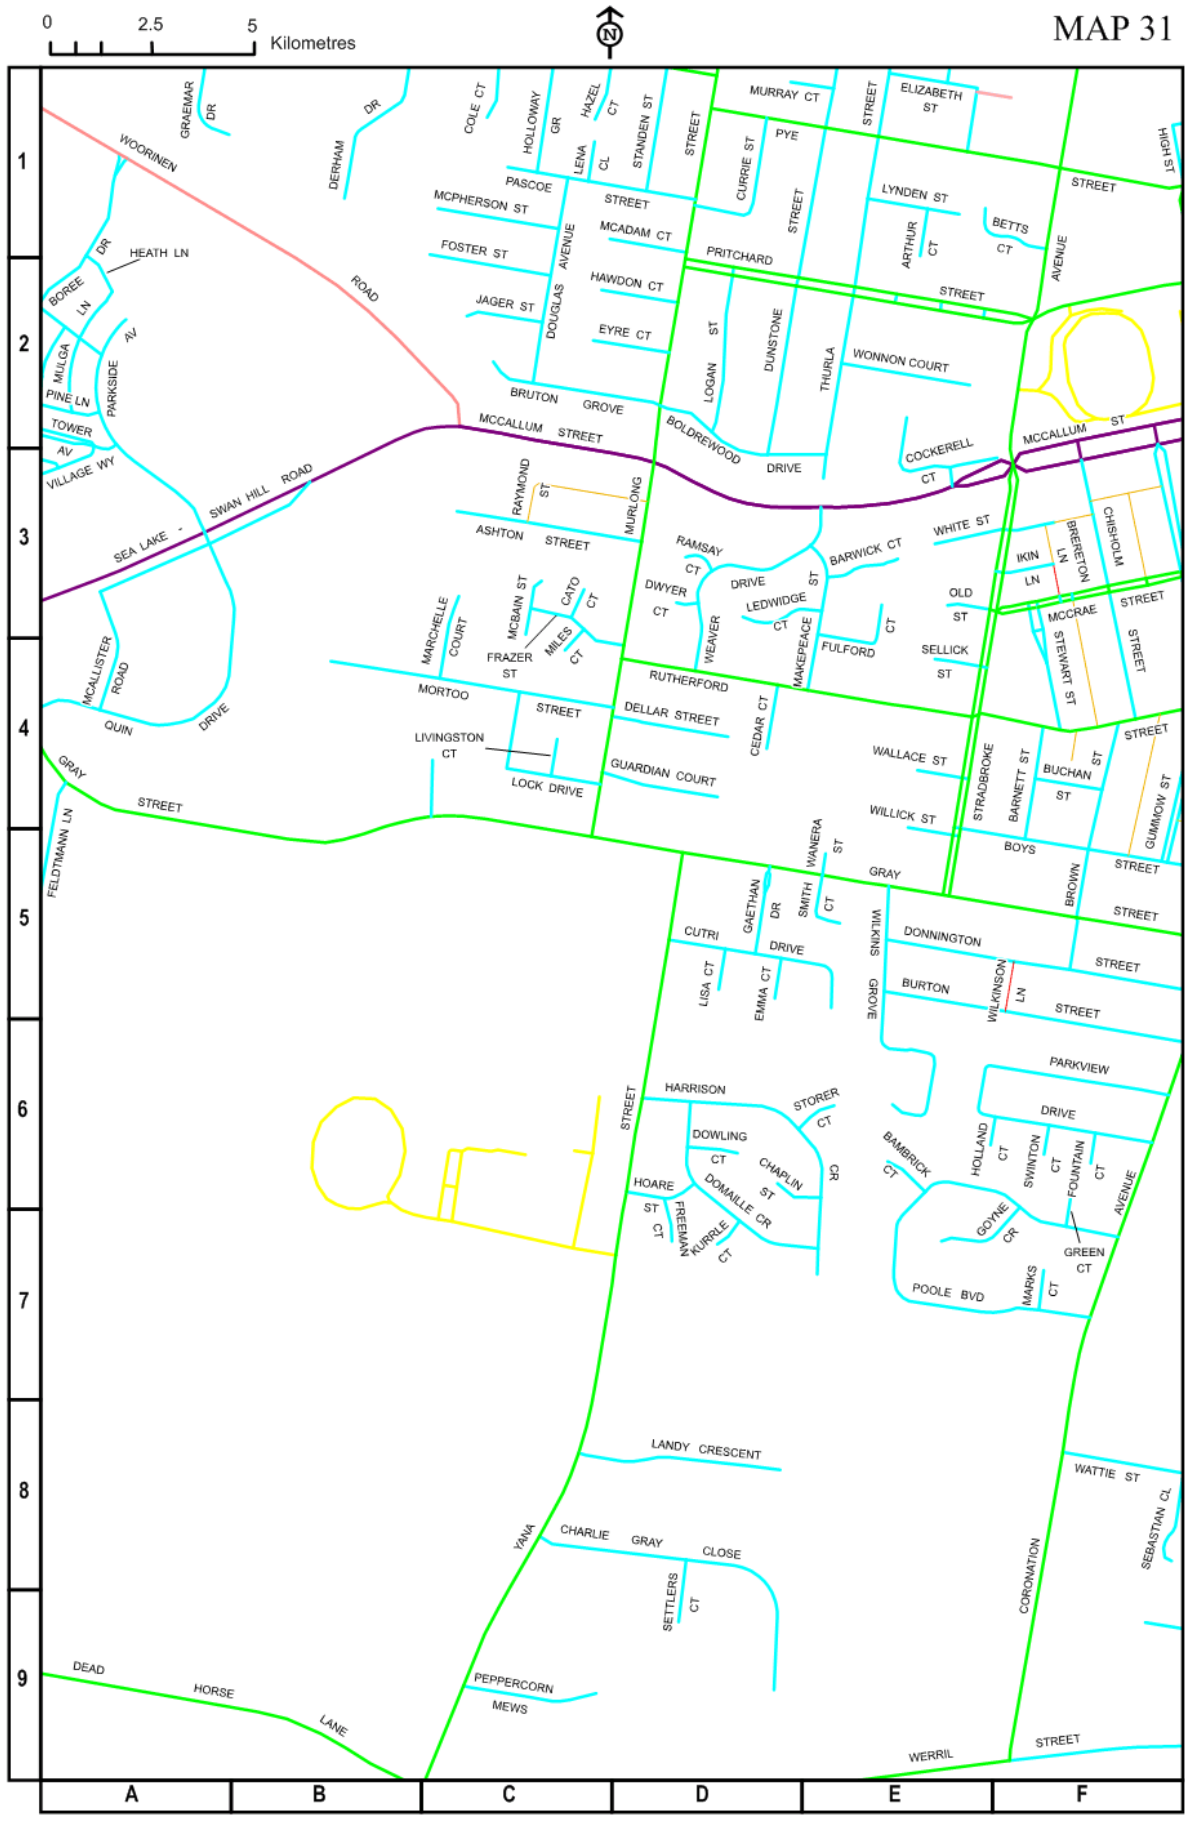 0 2.5 5
Kilometres
N
MAP 31
GRAEMAR
DR
DERHAM
DR
COLE CT
HOLLOWAY
GR
HAZEL
CT
LENA
CL
STANDEN ST
STREET
MURRAY CT
STREET
ELIZABETH
ST
HIGH ST
1
WOORINEN
PYE
CURRIE ST
STREET
STREET
PASCOE
STREET
MCPHERSON ST
LYNDEN ST
ARTHUR
CT
BETTS
CT
AVENUE
MCADAM CT
AVENUE
DR
HEATH LN
FOSTER ST
PRITCHARD
STREET
BOREE
LN
ROAD
JAGER ST
DOUGLAS
HAWDON CT
EYRE CT
ST
LOGAN
DUNSTONE
THURLA
WONNON COURT
2
AV
MULGA
PARKSIDE
PINE LN
BRUTON
GROVE
TOWER
AV
VILLAGE WY
MCCALLUM STREET
BOLDREWOOD
DRIVE
COCKERELL
CT
MCCALLUM
ST
SEA LAKE - SWAN HILL ROAD
RAYMOND
ST
MURLONG
3
ASHTON
STREET
RAMSAY
CT
DWYER
CT
DRIVE
BARWICK CT
WHITE ST
IKIN
LN
LN
BRERETON
CHISHOLM
LEDWIDGE
CT
ST
OLD
ST
MCCRAE
STREET
MARCHELLE
COURT
MCBAIN ST
CATO
CT
FRAZER
ST
MILES
CT
WEAVER
MAKEPEACE
FULFORD
CT
SELLICK
ST
STEWART ST
STREET
MCALLISTER
ROAD
RUTHERFORD
MORTOO
STREET
DELLAR STREET
CEDAR CT
4
QUIN
DRIVE
LIVINGSTON
CT
LOCK DRIVE
GUARDIAN COURT
WALLACE ST
STRADBROKE
BARNETT ST
BUCHAN
ST
ST
STREET
GUMMOW ST
GRAY
STREET
WILLICK ST
BOYS
STREET
FELDTMANN LN
WANERA
ST
GRAY
BROWN
STREET
5
GAETHAN
DR
SMITH
CT
CUTRI
DRIVE
WILKINS
GROVE
DONNINGTON
STREET
LISA CT
EMMA CT
BURTON
WILKINSON
LN
STREET
PARKVIEW
6
STREET
HARRISON
STORER
CT
DRIVE
DOWLING
CT
CHAPLIN
ST
CR
BAMBRICK
CT
HOLLAND
CT
SWINTON
CT
FOUNTAIN
CT
AVENUE
HOARE
ST
DOMAILLE CR
FREEMAN
CT
KURRLE
CT
GOYNE
CR
GREEN
CT
7
POOLE BVD
MARKS
CT
LANDY CRESCENT
WATTIE ST
8
SEBASTIAN CL
YANA
CHARLIE GRAY CLOSE
SETTLERS
CT
CORONATION
9
DEAD
HORSE
LANE
PEPPERCORN
MEWS
WERRIL
STREET
A B C D E F